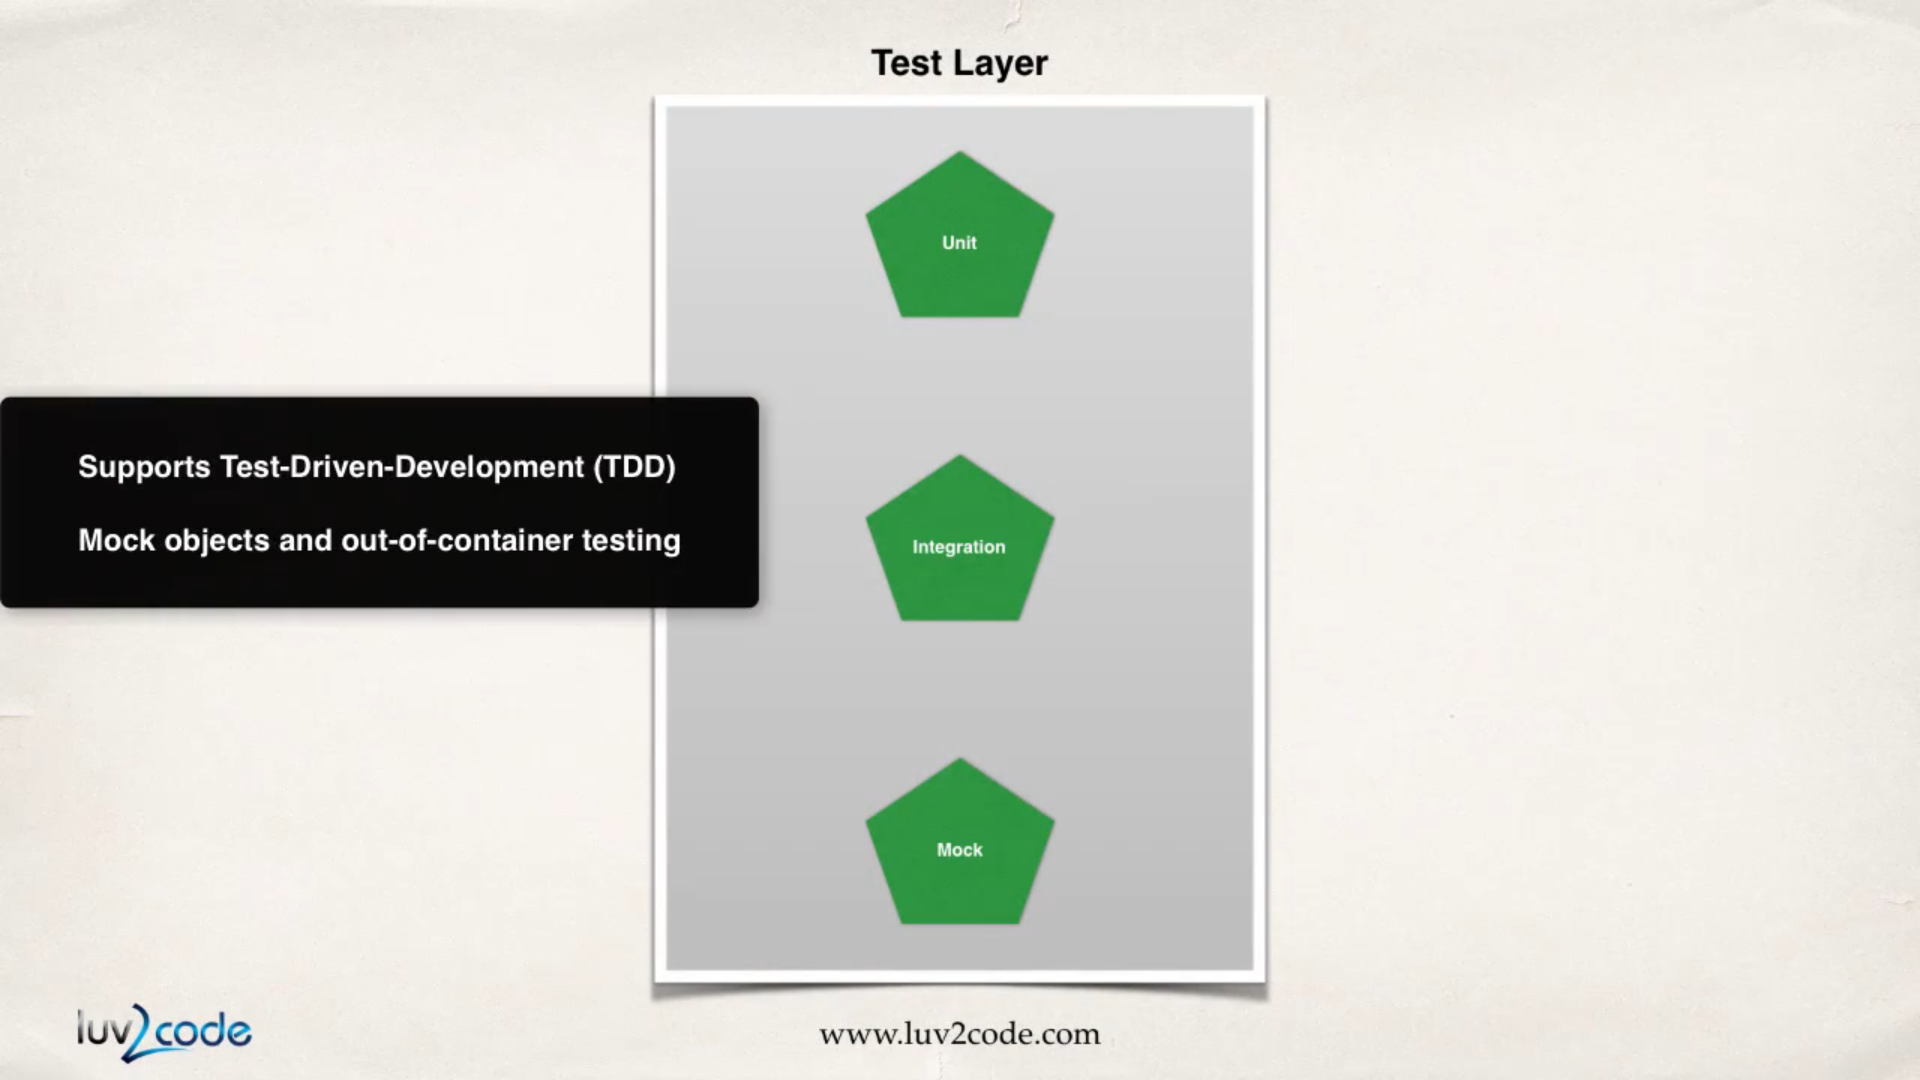 Test Layer
Unit
Supports Test-Driven-Development (TDD)
Mock objects and out-of-container testing
Integration
Mock
luv2code
www.luv2code.com